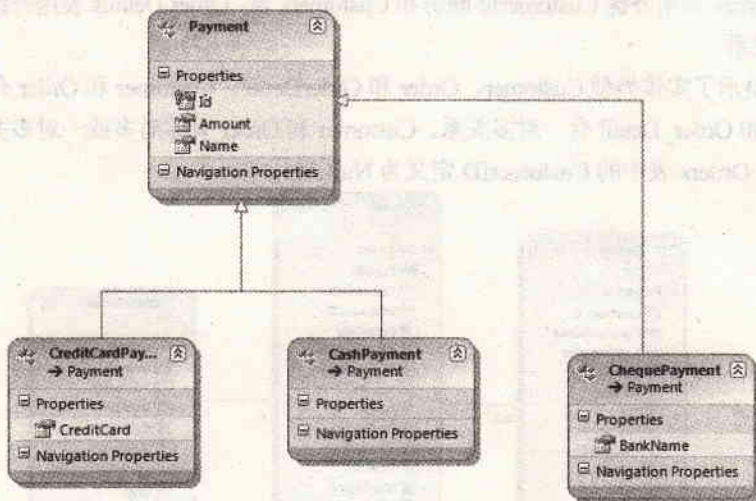 Payment
Properties
Id
Amount
Name
Navigation Properties
CreditCardPay...
→ Payment
Properties
CreditCard
Navigation Properties
CashPayment
→ Payment
Properties
Navigation Properties
ChequePayment
→ Payment
Properties
BankName
Navigation Properties